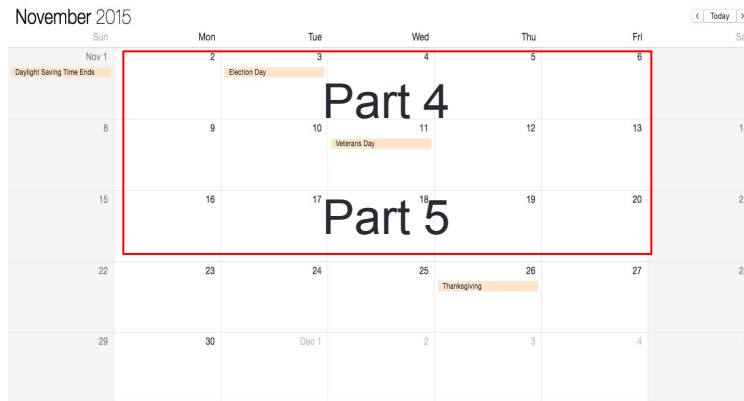 November 2015
< Today >
Sun Mon Tue Wed Thu Fri
Nov 1 2 3 4 5 6
Daylight Saving Time Ends Election Day
Part 4
8 9 10 11 12 13
Veterans Day
15 16 17 18 19 20
Part 5
22 23 24 25 26 27
Thanksgiving
29 30 Dec 1 2 3 4